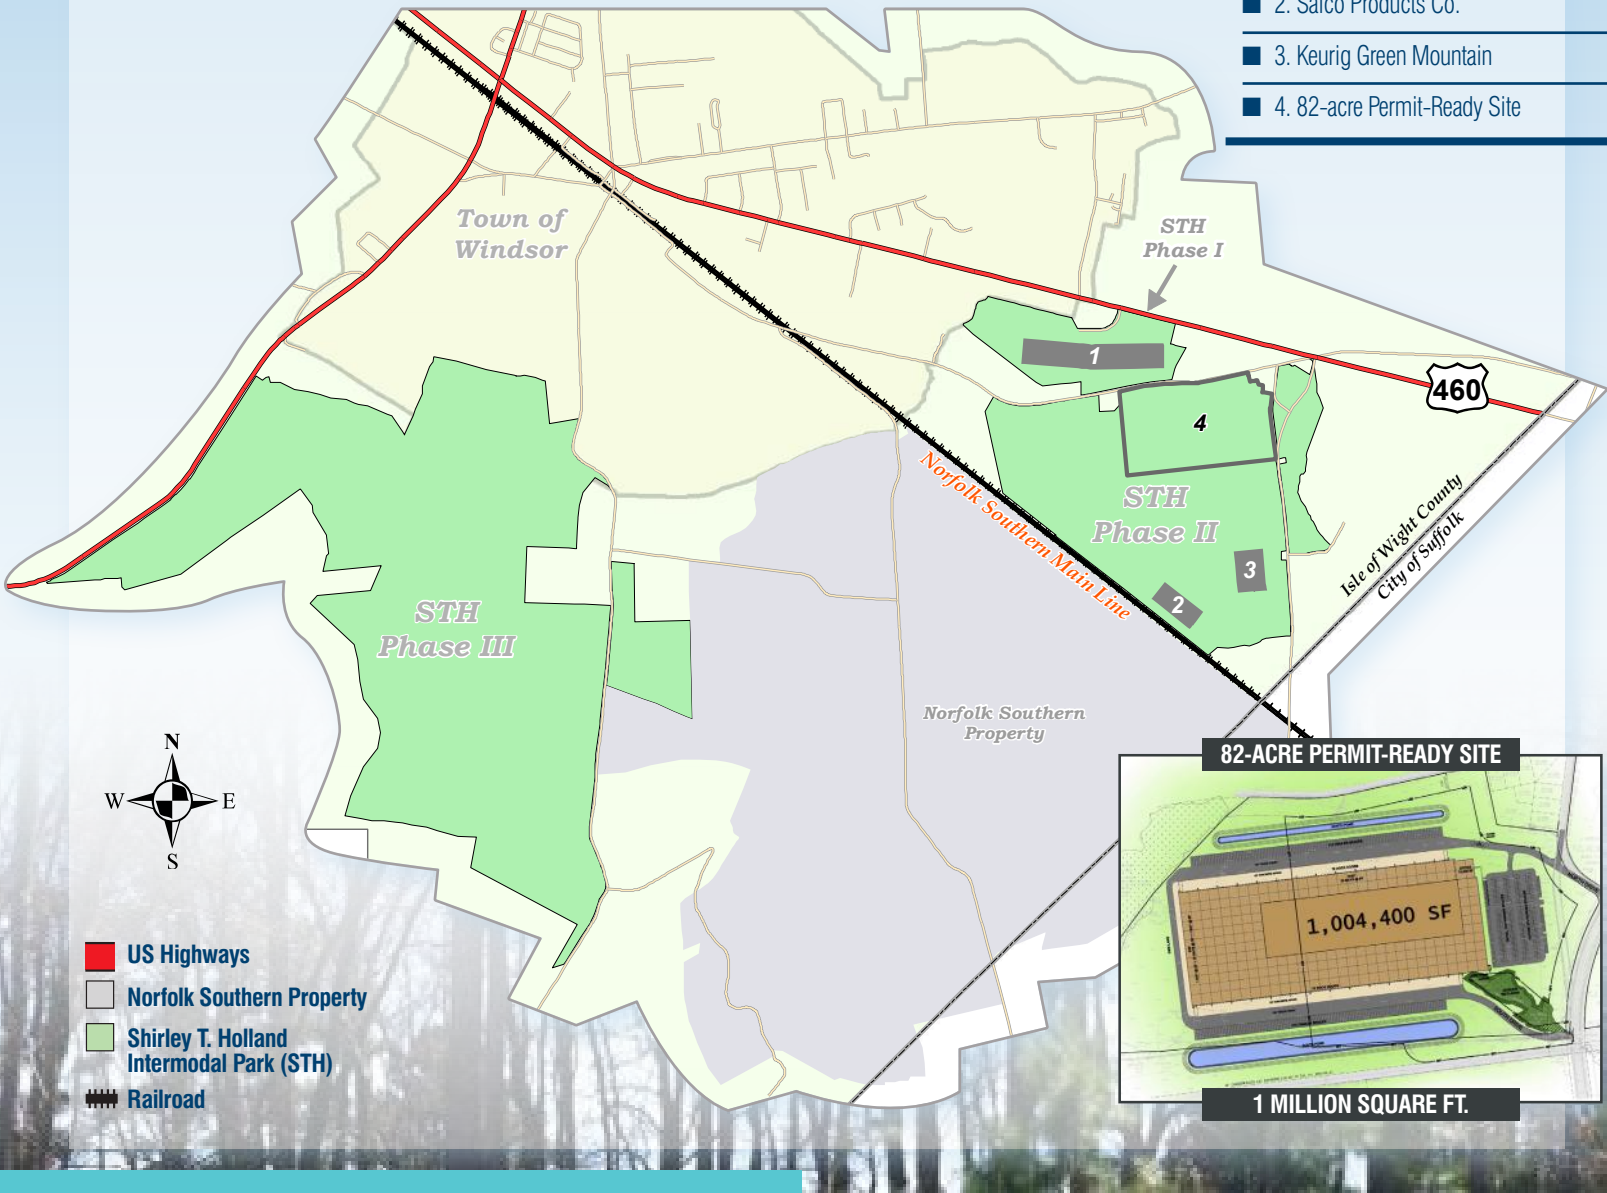 2. Safco Products Co.
3. Keurig Green Mountain
4. 82-acre Permit-Ready Site
Town of
Windsor
STH
Phase I
1
460
4
STH
Phase II
Norfolk Southern Main Line
3
2
Isle of Wight County
City of Suffolk
STH
Phase III
Norfolk Southern
Property
N
W
E
S
US Highways
Norfolk Southern Property
Shirley T. Holland
Intermodal Park (STH)
Railroad
82-ACRE PERMIT-READY SITE
1,004,400 SF
1 MILLION SQUARE FT.